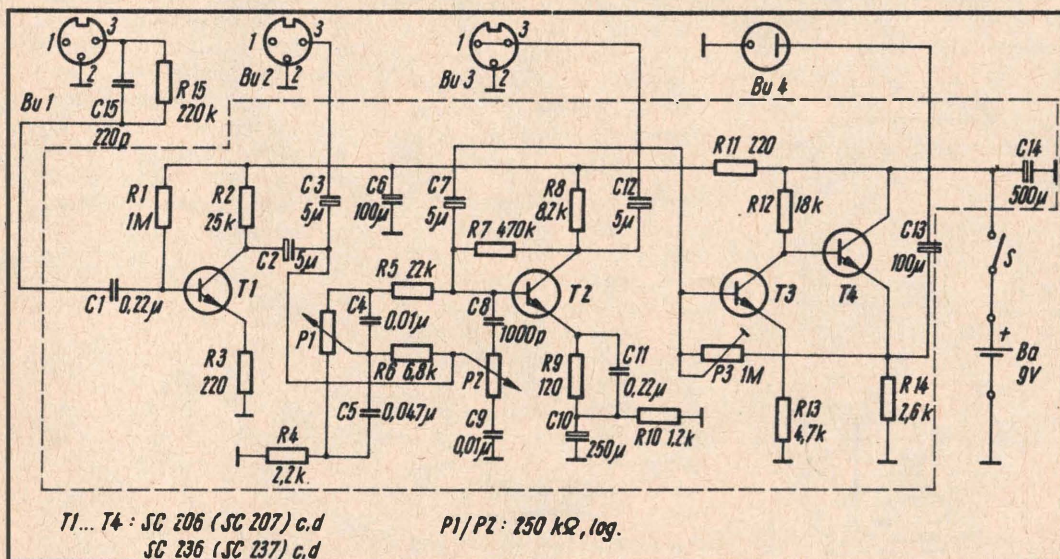 1 3 2 Bu 1
C15 220p
R15 220k
1 3 2 Bu 2
1 3 2 Bu 3
Bu 4
R1 1M
R2 25k
C3 5µ
C6 100µ
C7 5µ
R8 8,2k
C12 5µ
R11 220
R12 18k
C14 500µ
C13 100µ
R7 470k
C2 5µ
C1 0,22µ
T1
R3 220
P1
C4 0,01µ
R5 22k
C8 1000p
T2
R6 6,8k
P2
R9 120
C11 0,22µ
C5 0,047µ
C9 0,01µ
C10 250µ
R10 1,2k
R4 2,2k
T3
T4
P3 1M
R13 4,7k
R14 2,6k
S
+
Ba 9V
T1... T4 : SC 206 (SC 207) c,d
SC 236 (SC 237) c,d
P1/P2 : 250 kΩ, log.